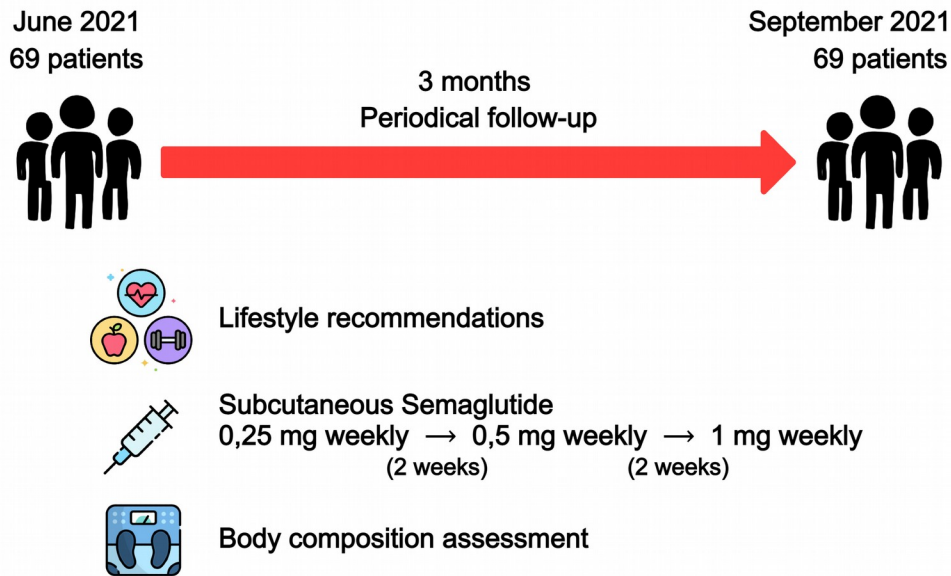 June 2021
69 patients
September 2021
69 patients
3 months
Periodical follow-up
Lifestyle recommendations
Subcutaneous Semaglutide
0,25 mg weekly → 0,5 mg weekly → 1 mg weekly
(2 weeks) (2 weeks)
Body composition assessment